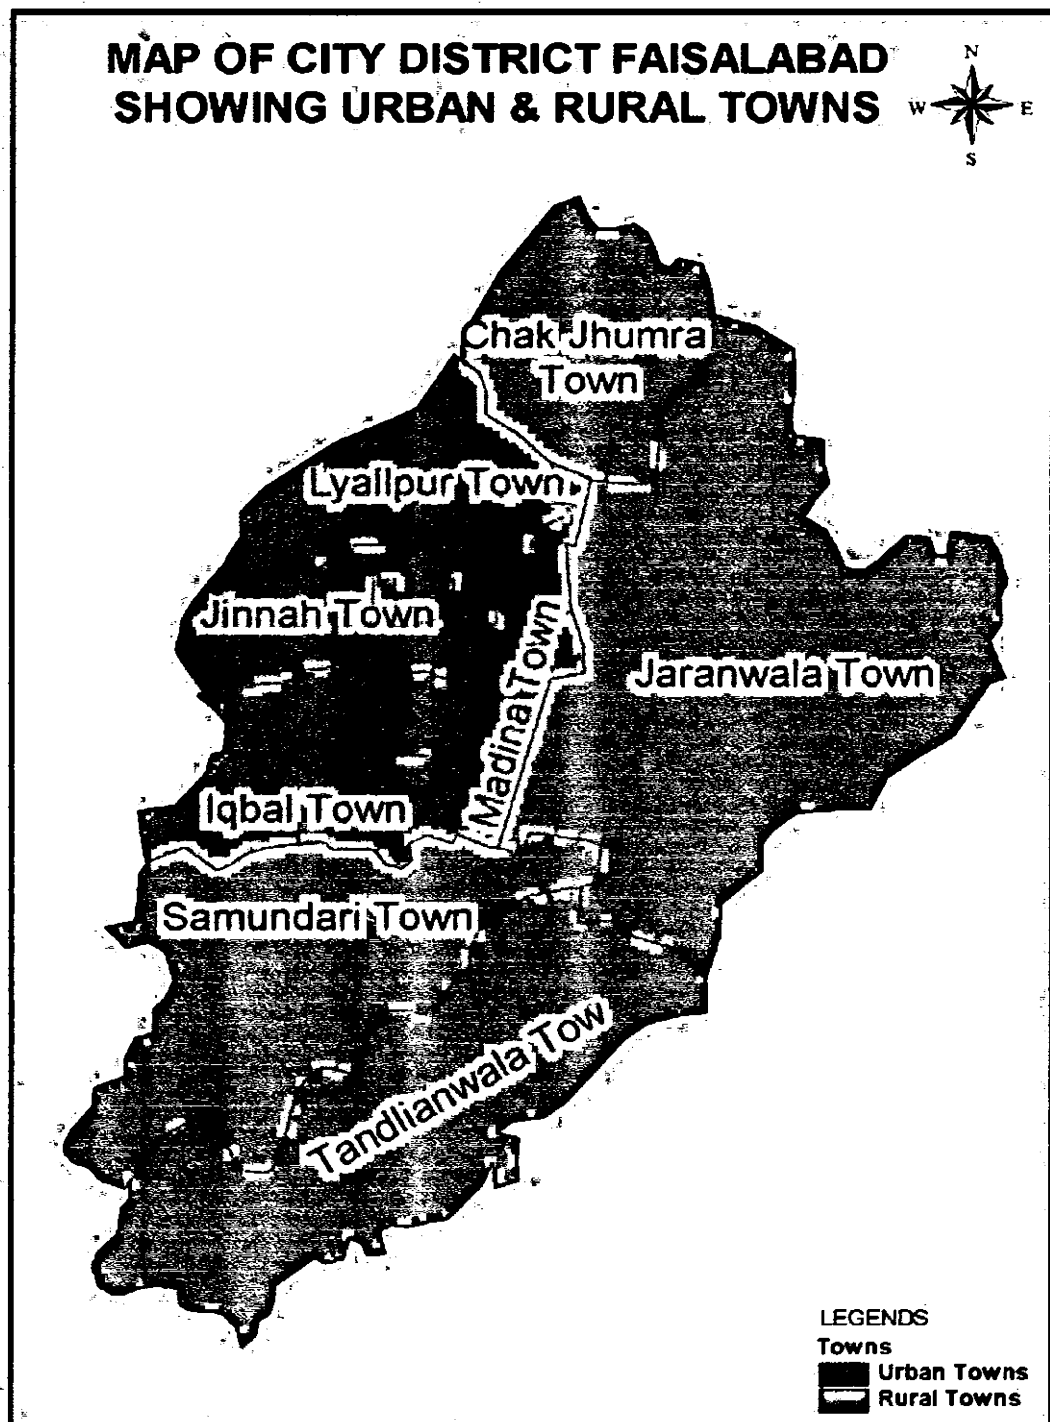 MAP OF CITY DISTRICT FAISALABAD
SHOWING URBAN & RURAL TOWNS
N
W E
S
Chak Jhumra
Town
Lyallpur Town
Jinnah Town
Madina Town
Jaranwala Town
Iqbal Town
Samundari Town
Tandlianwala Tow
LEGENDS
Towns
Urban Towns
Rural Towns